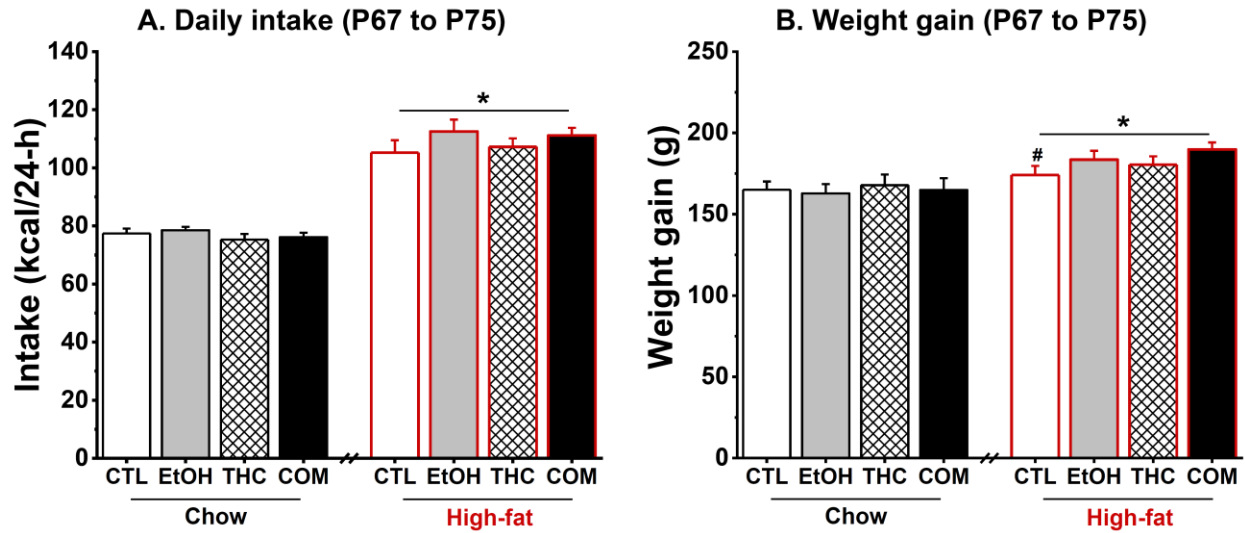 A. Daily intake (P67 to P75)
Intake (kcal/24-h)
140
120
100
80
60
40
20
0
*
CTL EtOH THC COM CTL EtOH THC COM
Chow High-fat
B. Weight gain (P67 to P75)
Weight gain (g)
250
200
150
100
50
0
#
*
CTL EtOH THC COM CTL EtOH THC COM
Chow High-fat